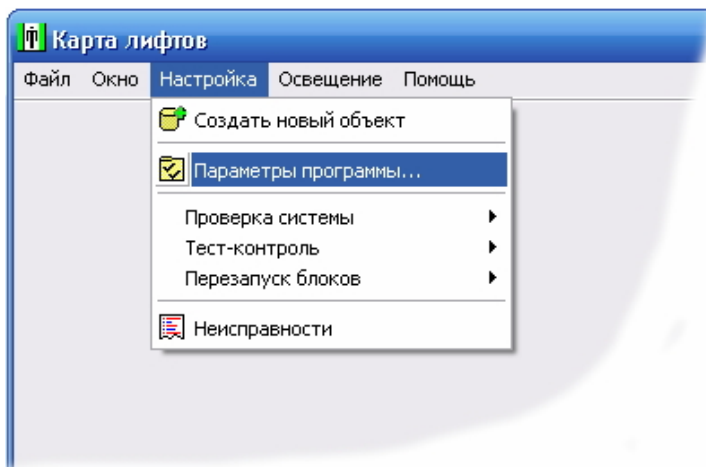 Карта лифтов
Файл Окно Настройка Освещение Помощь
Создать новый объект
Параметры программы...
Проверка системы
Тест-контроль
Перезапуск блоков
Неисправности